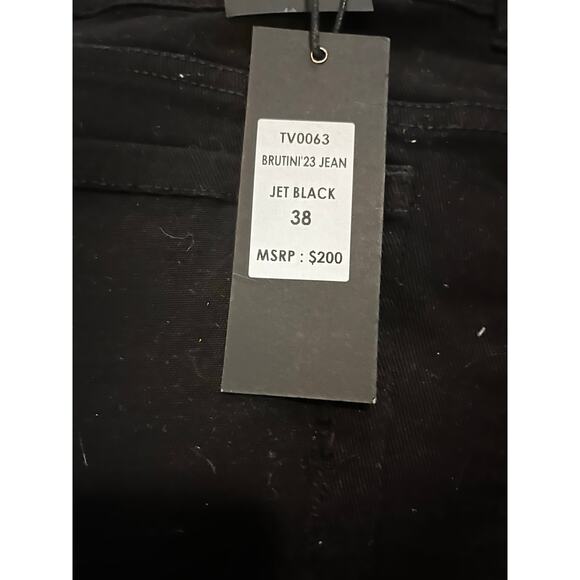 TV0063
BRUTINI'23 JEAN
JET BLACK
38
MSRP : $200